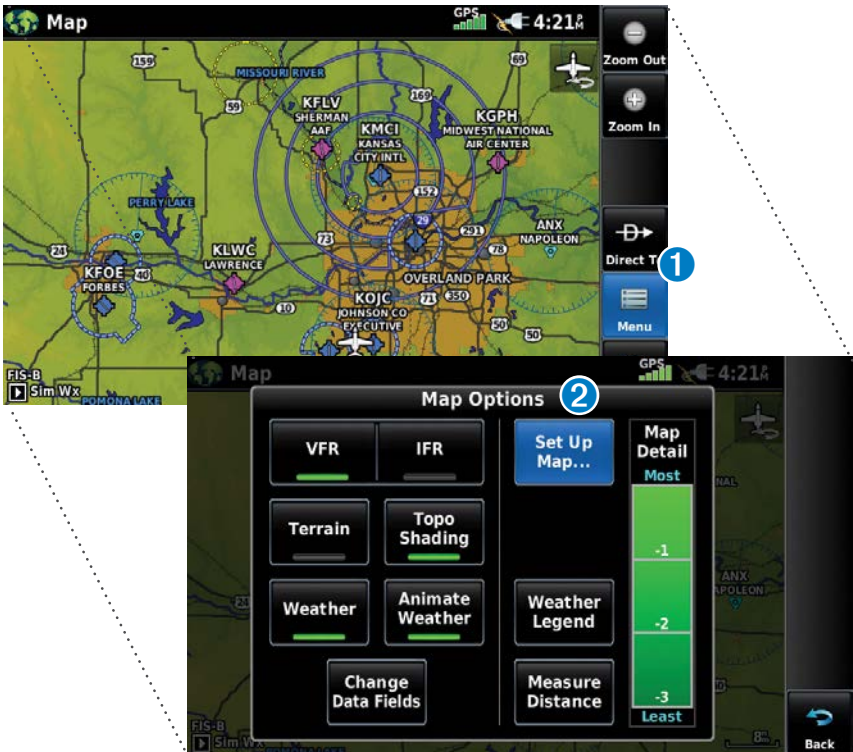 Map
GPS
4:21PM
Zoom Out
Zoom In
Direct To
1
Menu
159
69
MISSOURI RIVER
59
169
KFLV
SHERMAN
AAF
KMCI
KANSAS
CITY INTL
KGPH
MIDWEST NATIONAL
AIR CENTER
152
PERRY LAKE
29
291
ANX
NAPOLEON
73
78
24
KFOE
FORBES
40
KLWC
LAWRENCE
OVERLAND PARK
10
KOJC
JOHNSON CO
EXECUTIVE
71
350
50
50
FIS-B
Sim Wx
POMONA LAKE
Map
GPS
4:21PM
Map Options
2
VFR
IFR
Set Up
Map...
Map
Detail
Most
Terrain
Topo
Shading
-1
NAL
ANX
NAPOLEON
24
Weather
Animate
Weather
Weather
Legend
-2
Change
Data Fields
Measure
Distance
-3
Least
FIS-B
Sim Wx
Back